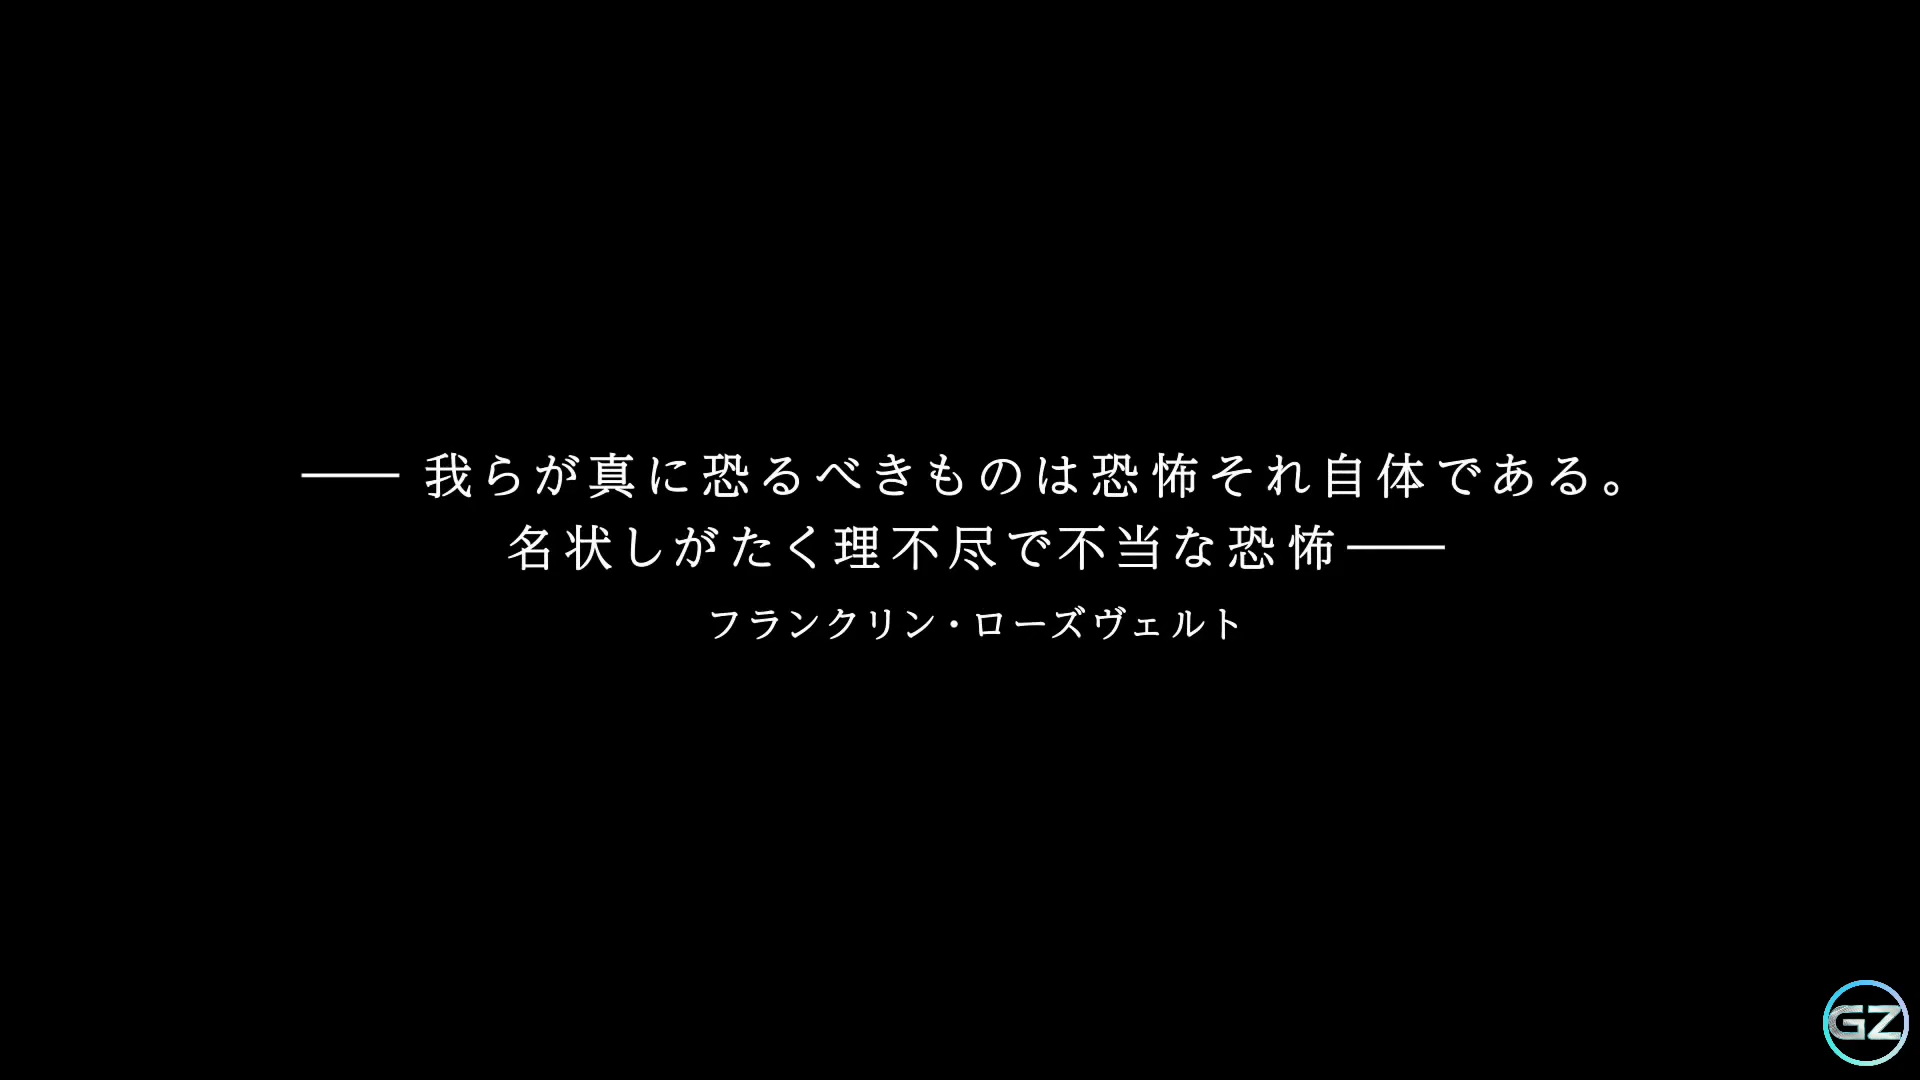 ―― 我らが真に恐るべきものは恐怖それ自体である。
名状しがたく理不尽で不当な恐怖――
フランクリン・ローズヴェルト
GZ